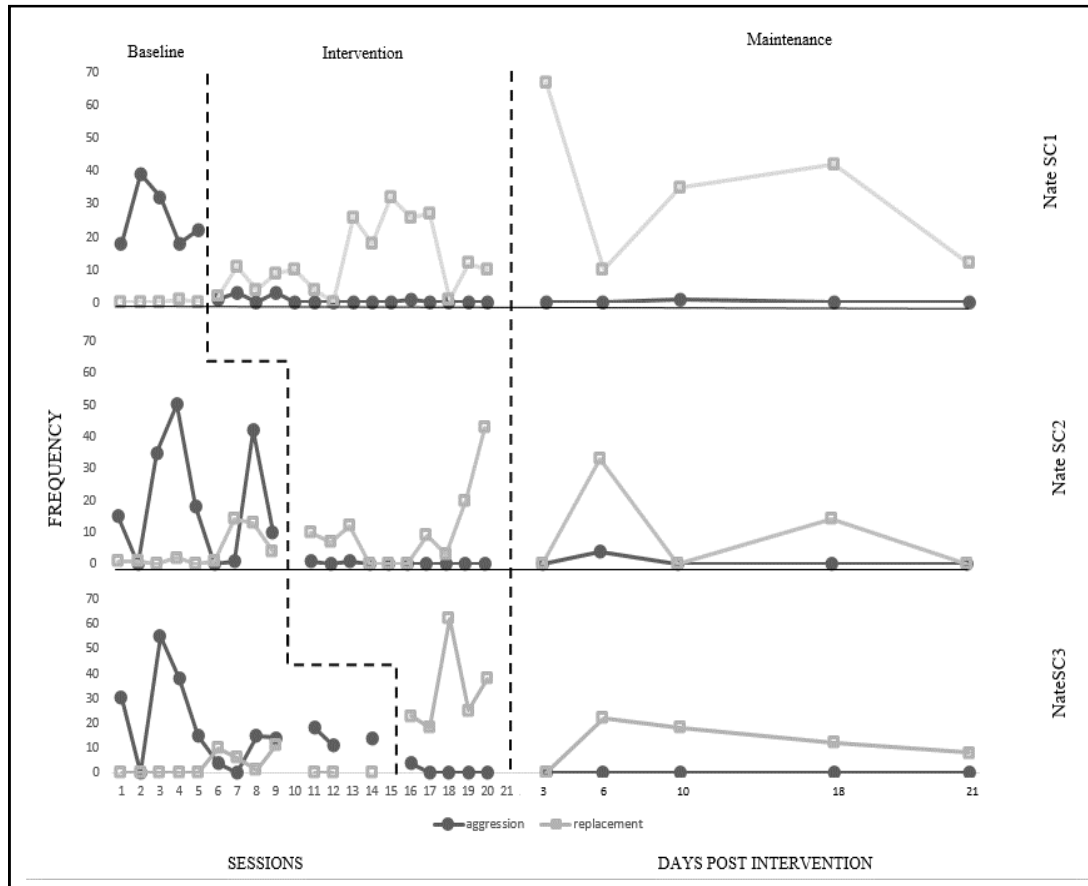 Baseline
Intervention
Maintenance
70
60
50
40
30
20
10
0
Nate SC1
70
60
50
40
30
20
10
0
Nate SC2
FREQUENCY
70
60
50
40
30
20
10
0
NateSC3
1 2 3 4 5 6 7 8 9 10 11 12 14 15 16 17 18 19 20 21 3 6 10 18 21
aggression replacement
SESSIONS DAYS POST INTERVENTION